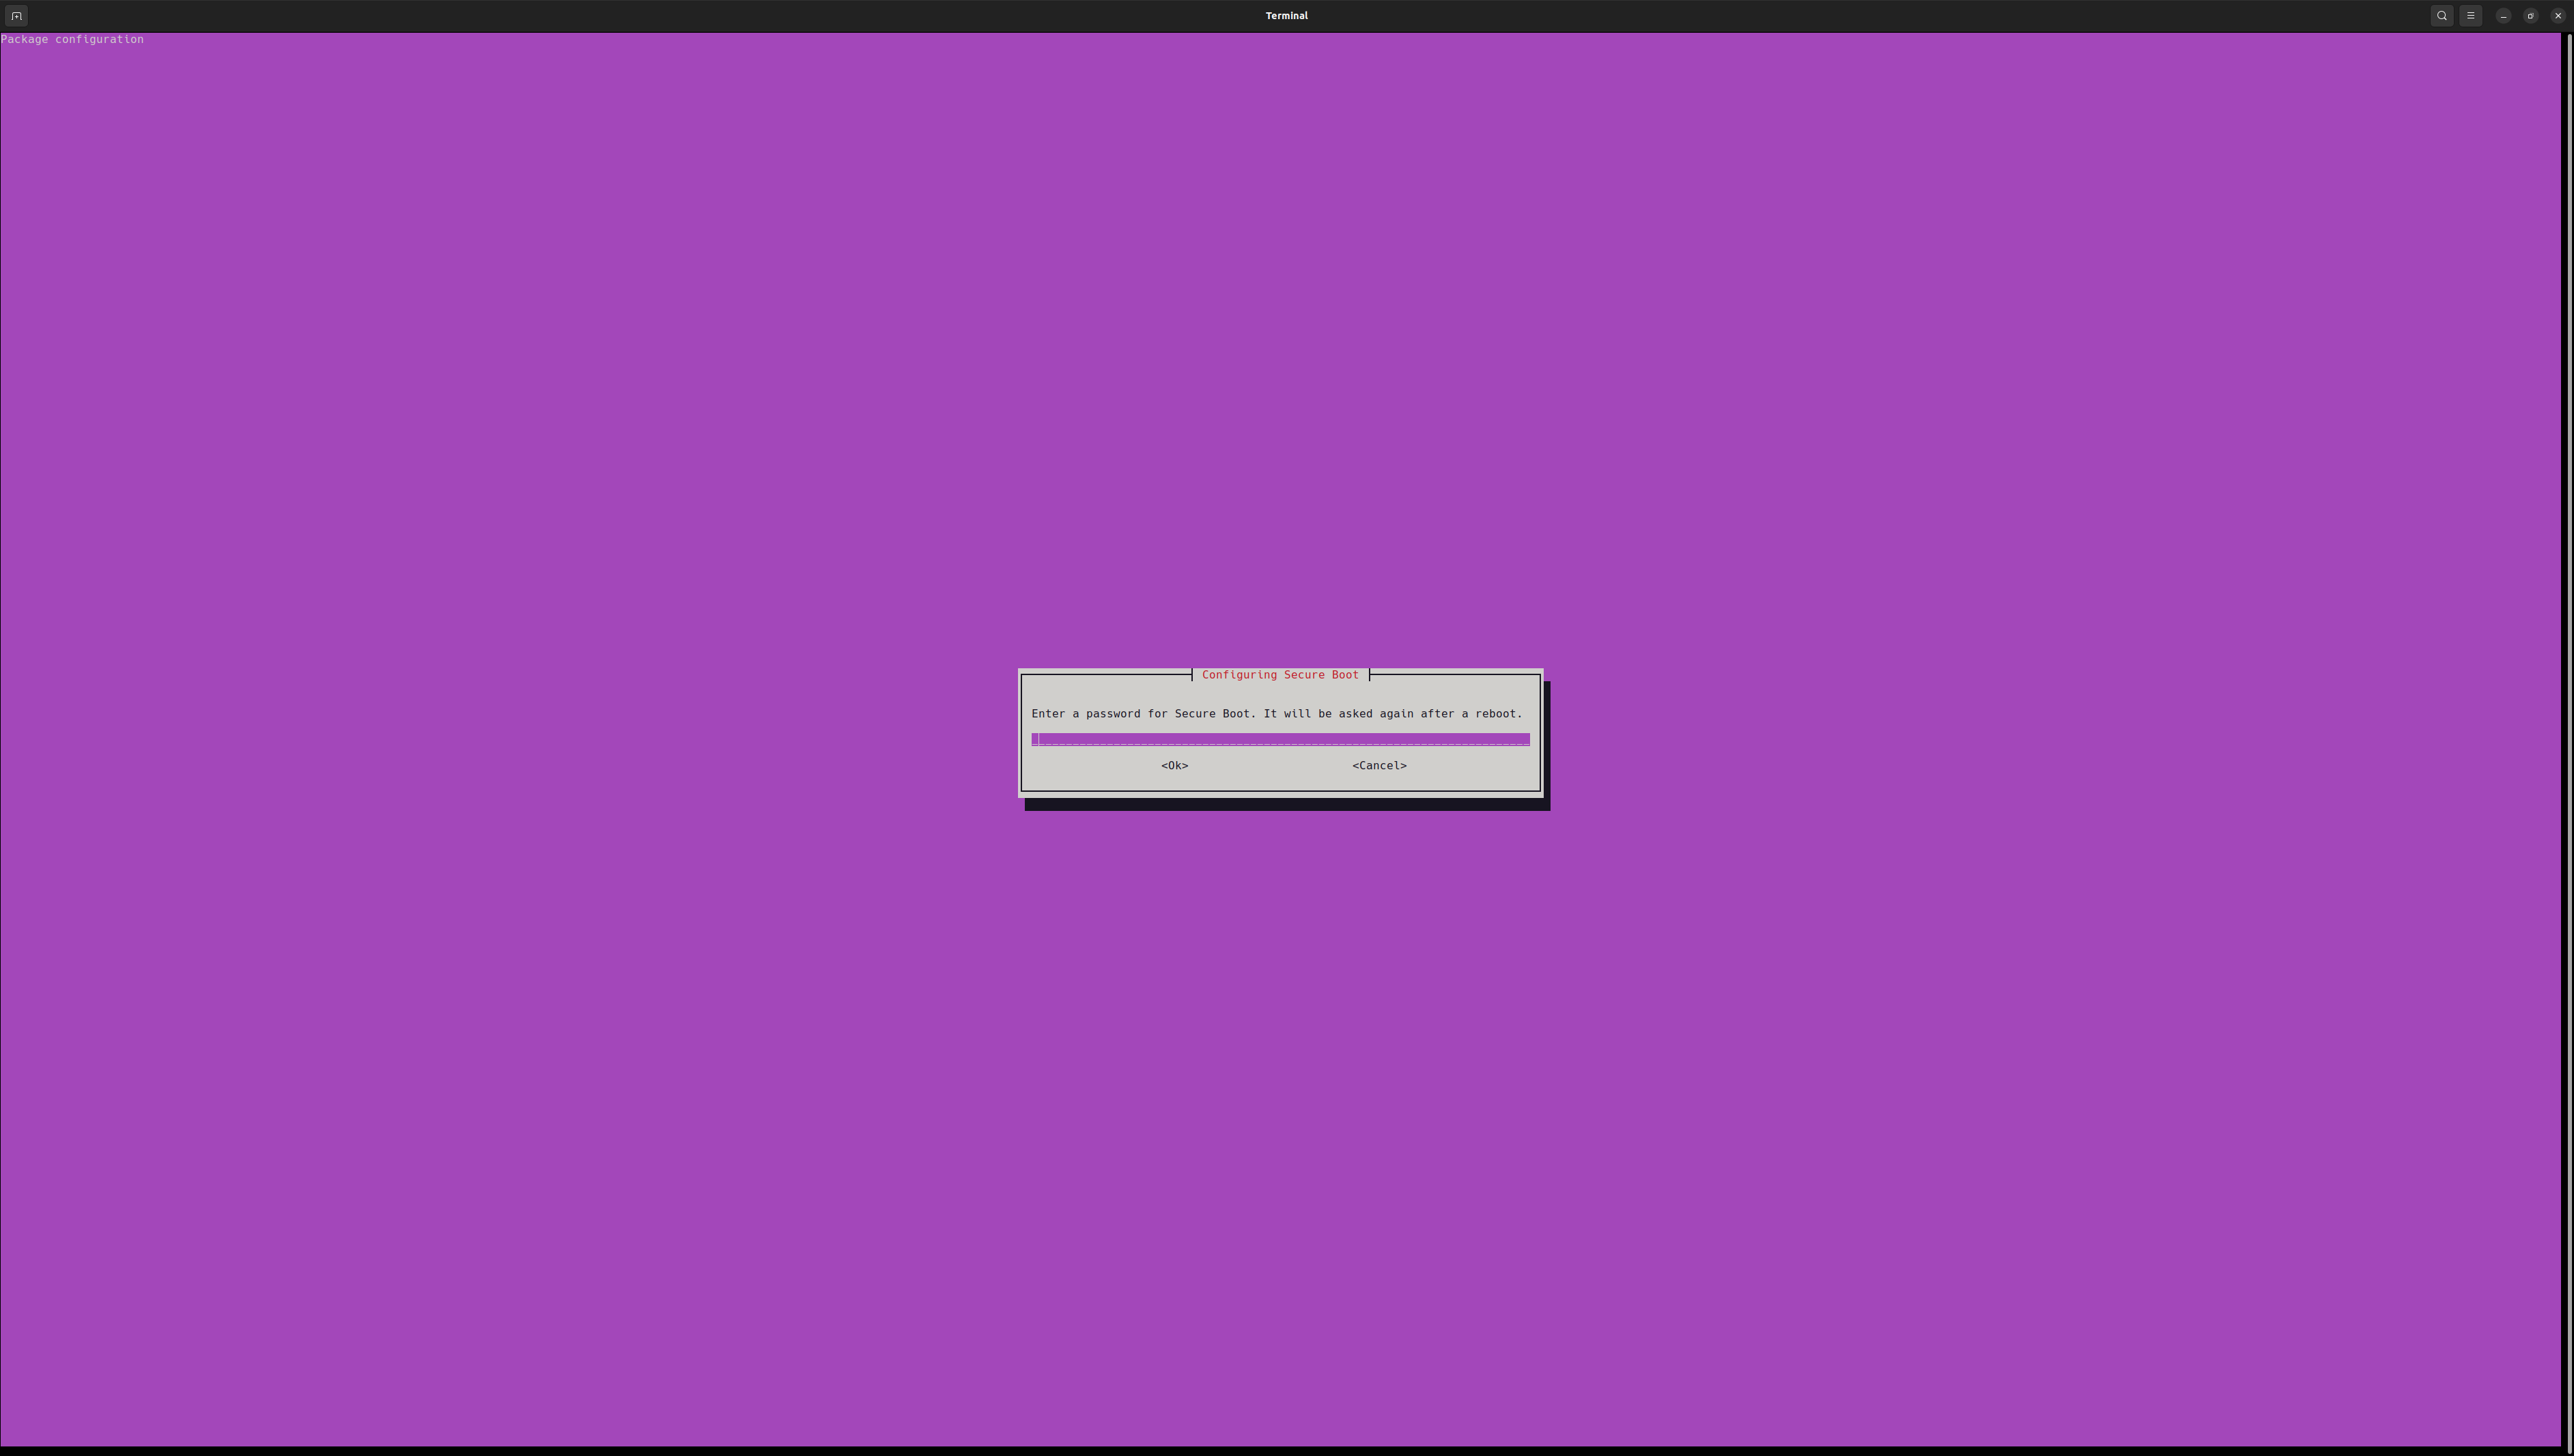 Terminal
Package configuration
Configuring Secure Boot
Enter a password for Secure Boot. It will be asked again after a reboot.
<Ok> <Cancel>